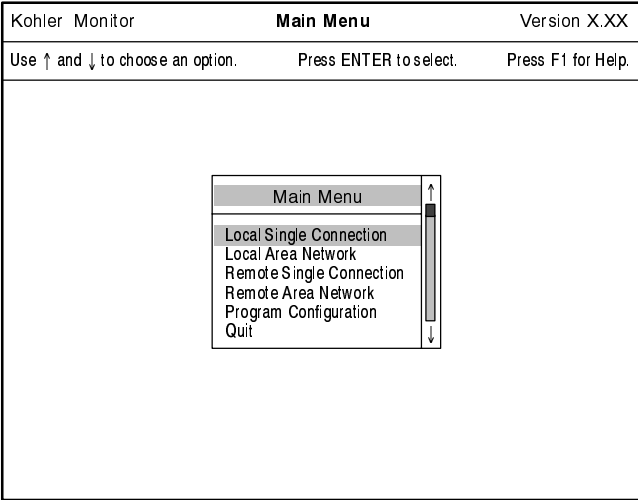 Kohler Monitor Main Menu Version X.XX
Use ↑ and ↓ to choose an option. Press ENTER to select. Press F1 for Help.
Main Menu
Local Single Connection
Local Area Network
Remote Single Connection
Remote Area Network
Program Configuration
Quit